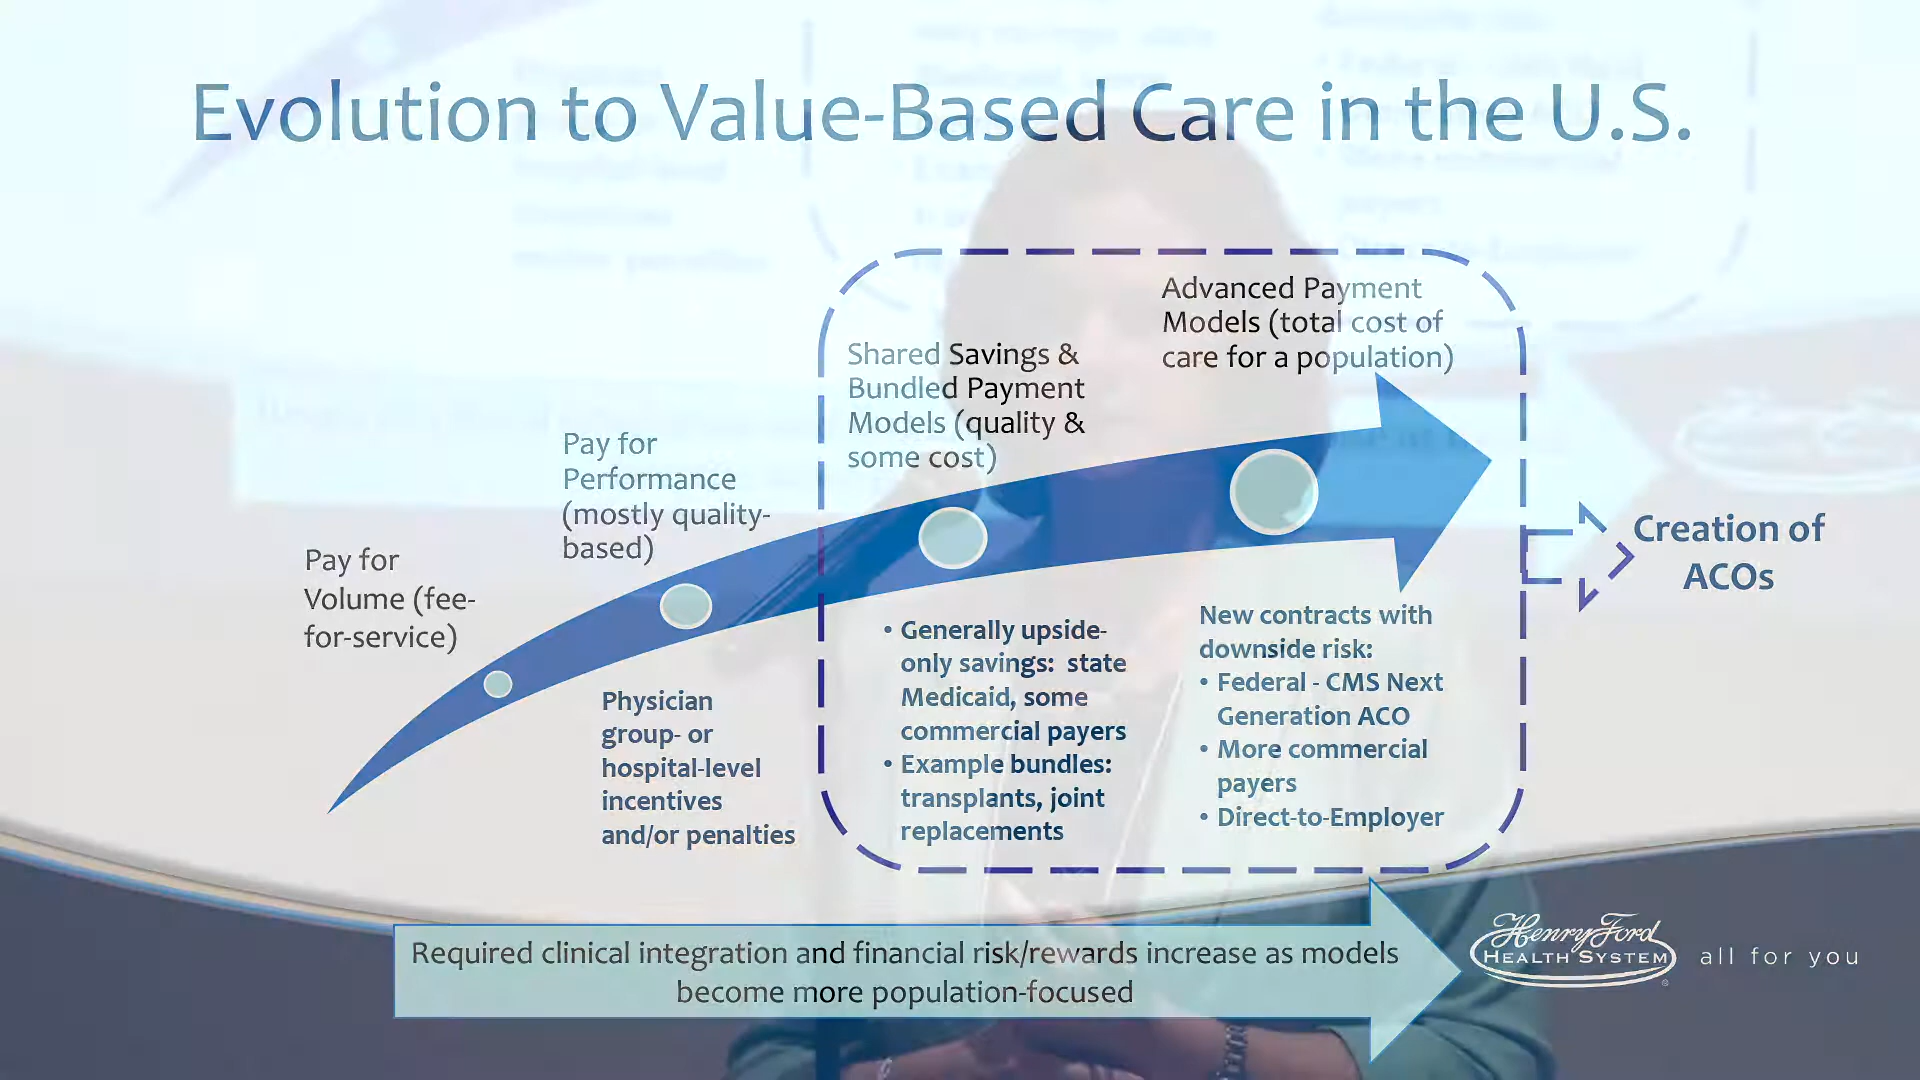 Evolution to Value-Based Care in the U.S.
Advanced Payment
Models (total cost of
care for a population)
Shared Savings &
Bundled Payment
Models (quality &
some cost)
Pay for
Performance
(mostly quality-
based)
Pay for
Volume (fee-
for-service)
Creation of
ACOs
Physician
group- or
hospital-level
incentives
and/or penalties
• Generally upside-
only savings: state
Medicaid, some
commercial payers
• Example bundles:
transplants, joint
replacements
New contracts with
downside risk:
• Federal - CMS Next
Generation ACO
• More commercial
payers
• Direct-to-Employer
Required clinical integration and financial risk/rewards increase as models
become more population-focused
Henry Ford
HEALTH SYSTEM
®
all for you